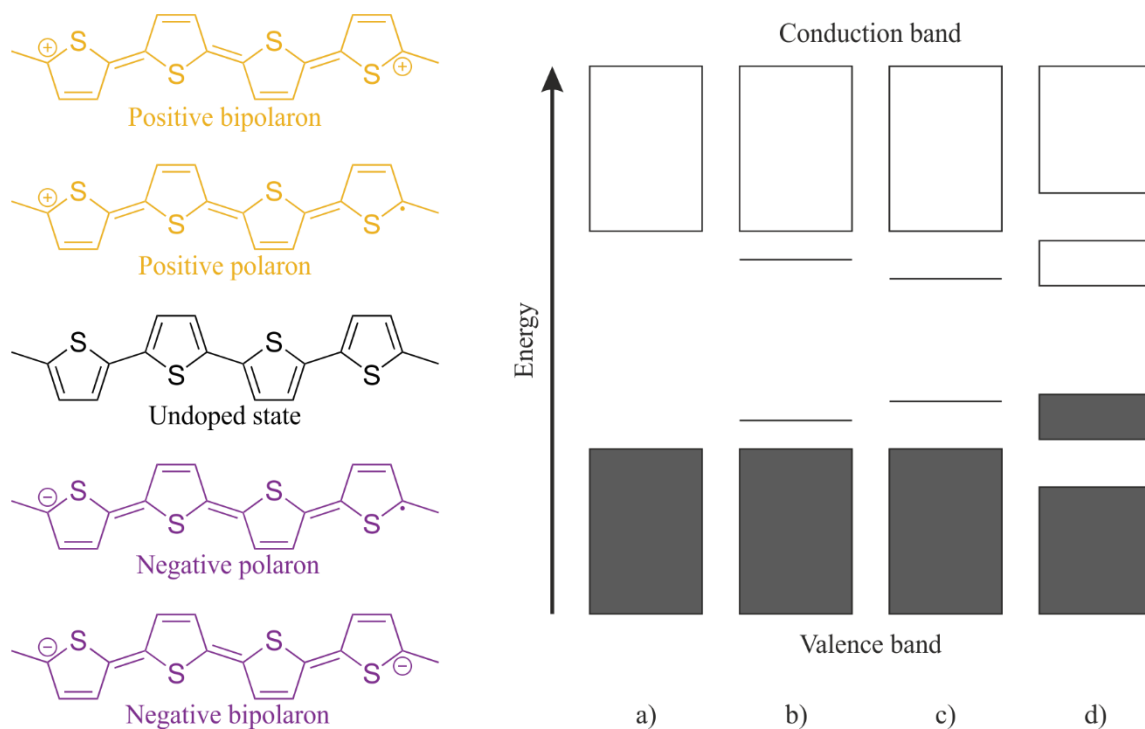 S
S
S
S
Positive bipolaron
S
S
S
S
Positive polaron
S
S
S
S
Undoped state
S
S
S
S
Negative polaron
S
S
S
S
Negative bipolaron
Conduction band
Energy
Valence band
a) b) c) d)